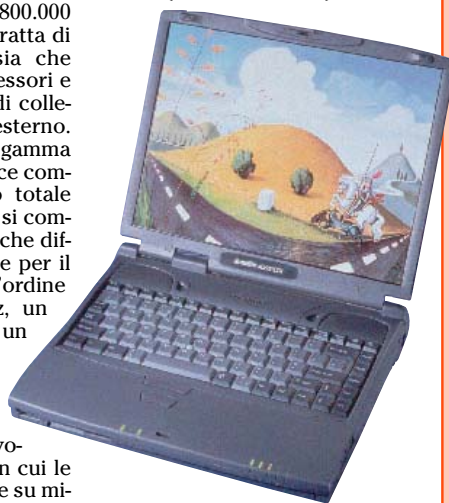 800.000
ratta di
sia che
essori e
di colle-
esterno.
gamma
ce com-
totale
si com-
che dif-
e per il
'ordine
z, un
un
vo-
n cui le
e su mi-